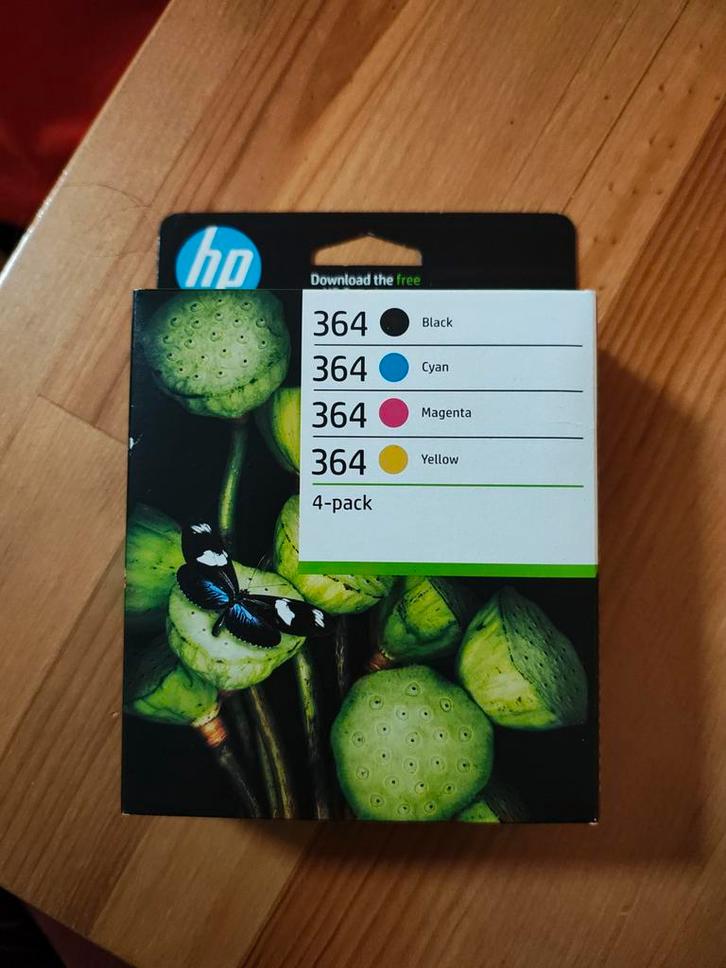 hp
Download the free
364 Black
364 Cyan
364 Magenta
364 Yellow
4-pack